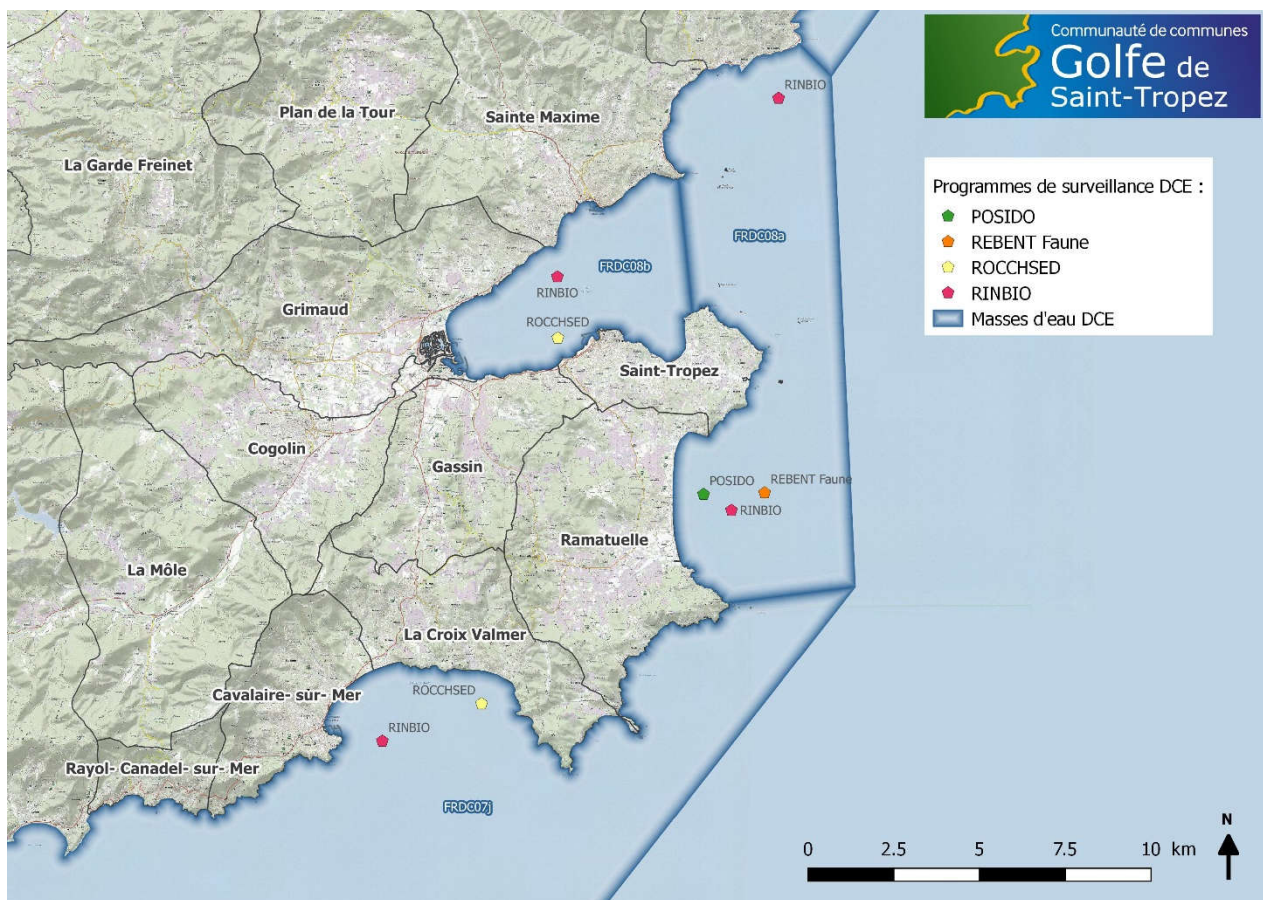 Communauté de communes
Golfe de
Saint-Tropez
Programmes de surveillance DCE :
POSIDO
REBENT Faune
ROCCHSED
RINBIO
Masses d'eau DCE
RINBIO
Plan de la Tour
Sainte Maxime
La Garde Freinet
FRDC08a
FRDC08b
RINBIO
Grimaud
ROCCHSED
Saint-Tropez
Cogolin
Gassin
POSIDO
REBENT Faune
RINBIO
Ramatuelle
La Môle
La Croix Valmer
ROCCHSED
Cavalaire- sur- Mer
RINBIO
Rayol- Canadel- sur- Mer
FRDC07j
N
0 2.5 5 7.5 10 km